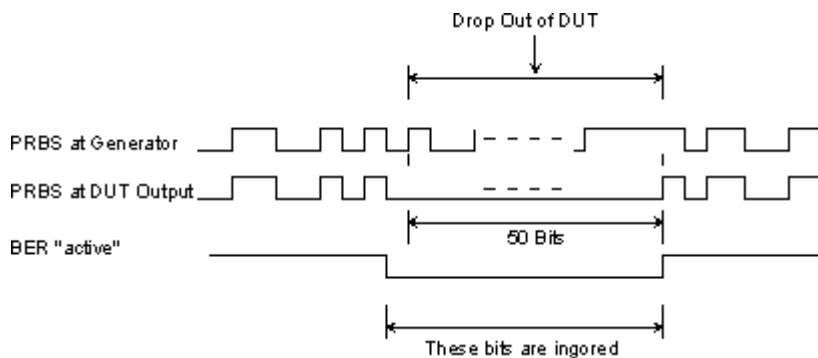 Drop Out of DUT
PRBS at Generator
PRBS at DUT Output
50 Bits
BER "active"
These bits are ingored